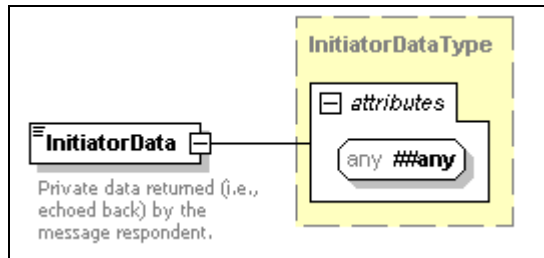 InitiatorDataType
attributes
InitiatorData
any ##any
Private data returned (i.e.,
echoed back) by the
message respondent.